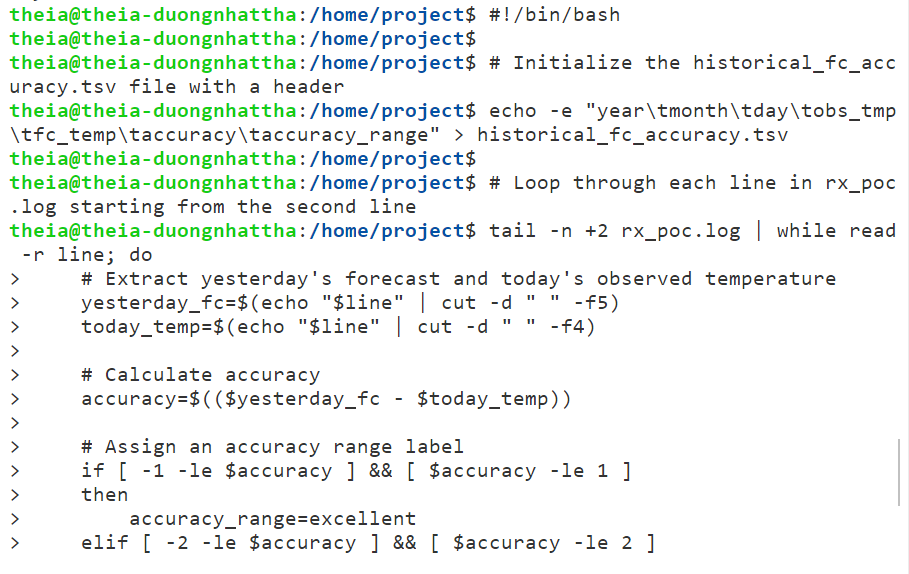 theia@theia-duongnhattha:/home/project$ #!/bin/bash
theia@theia-duongnhattha:/home/project$
theia@theia-duongnhattha:/home/project$ # Initialize the historical_fc_acc
uracy.tsv file with a header
theia@theia-duongnhattha:/home/project$ echo -e "year\tmonth\tday\tobs_tmp
\tfc_temp\taccuracy\taccuracy_range" > historical_fc_accuracy.tsv
theia@theia-duongnhattha:/home/project$
theia@theia-duongnhattha:/home/project$ # Loop through each line in rx_poc
.log starting from the second line
theia@theia-duongnhattha:/home/project$ tail -n +2 rx_poc.log | while read
 -r line; do
>     # Extract yesterday's forecast and today's observed temperature
>     yesterday_fc=$(echo "$line" | cut -d " " -f5)
>     today_temp=$(echo "$line" | cut -d " " -f4)
>
>     # Calculate accuracy
>     accuracy=$(($yesterday_fc - $today_temp))
>
>     # Assign an accuracy range label
>     if [ -1 -le $accuracy ] && [ $accuracy -le 1 ]
>     then
>         accuracy_range=excellent
>     elif [ -2 -le $accuracy ] && [ $accuracy -le 2 ]